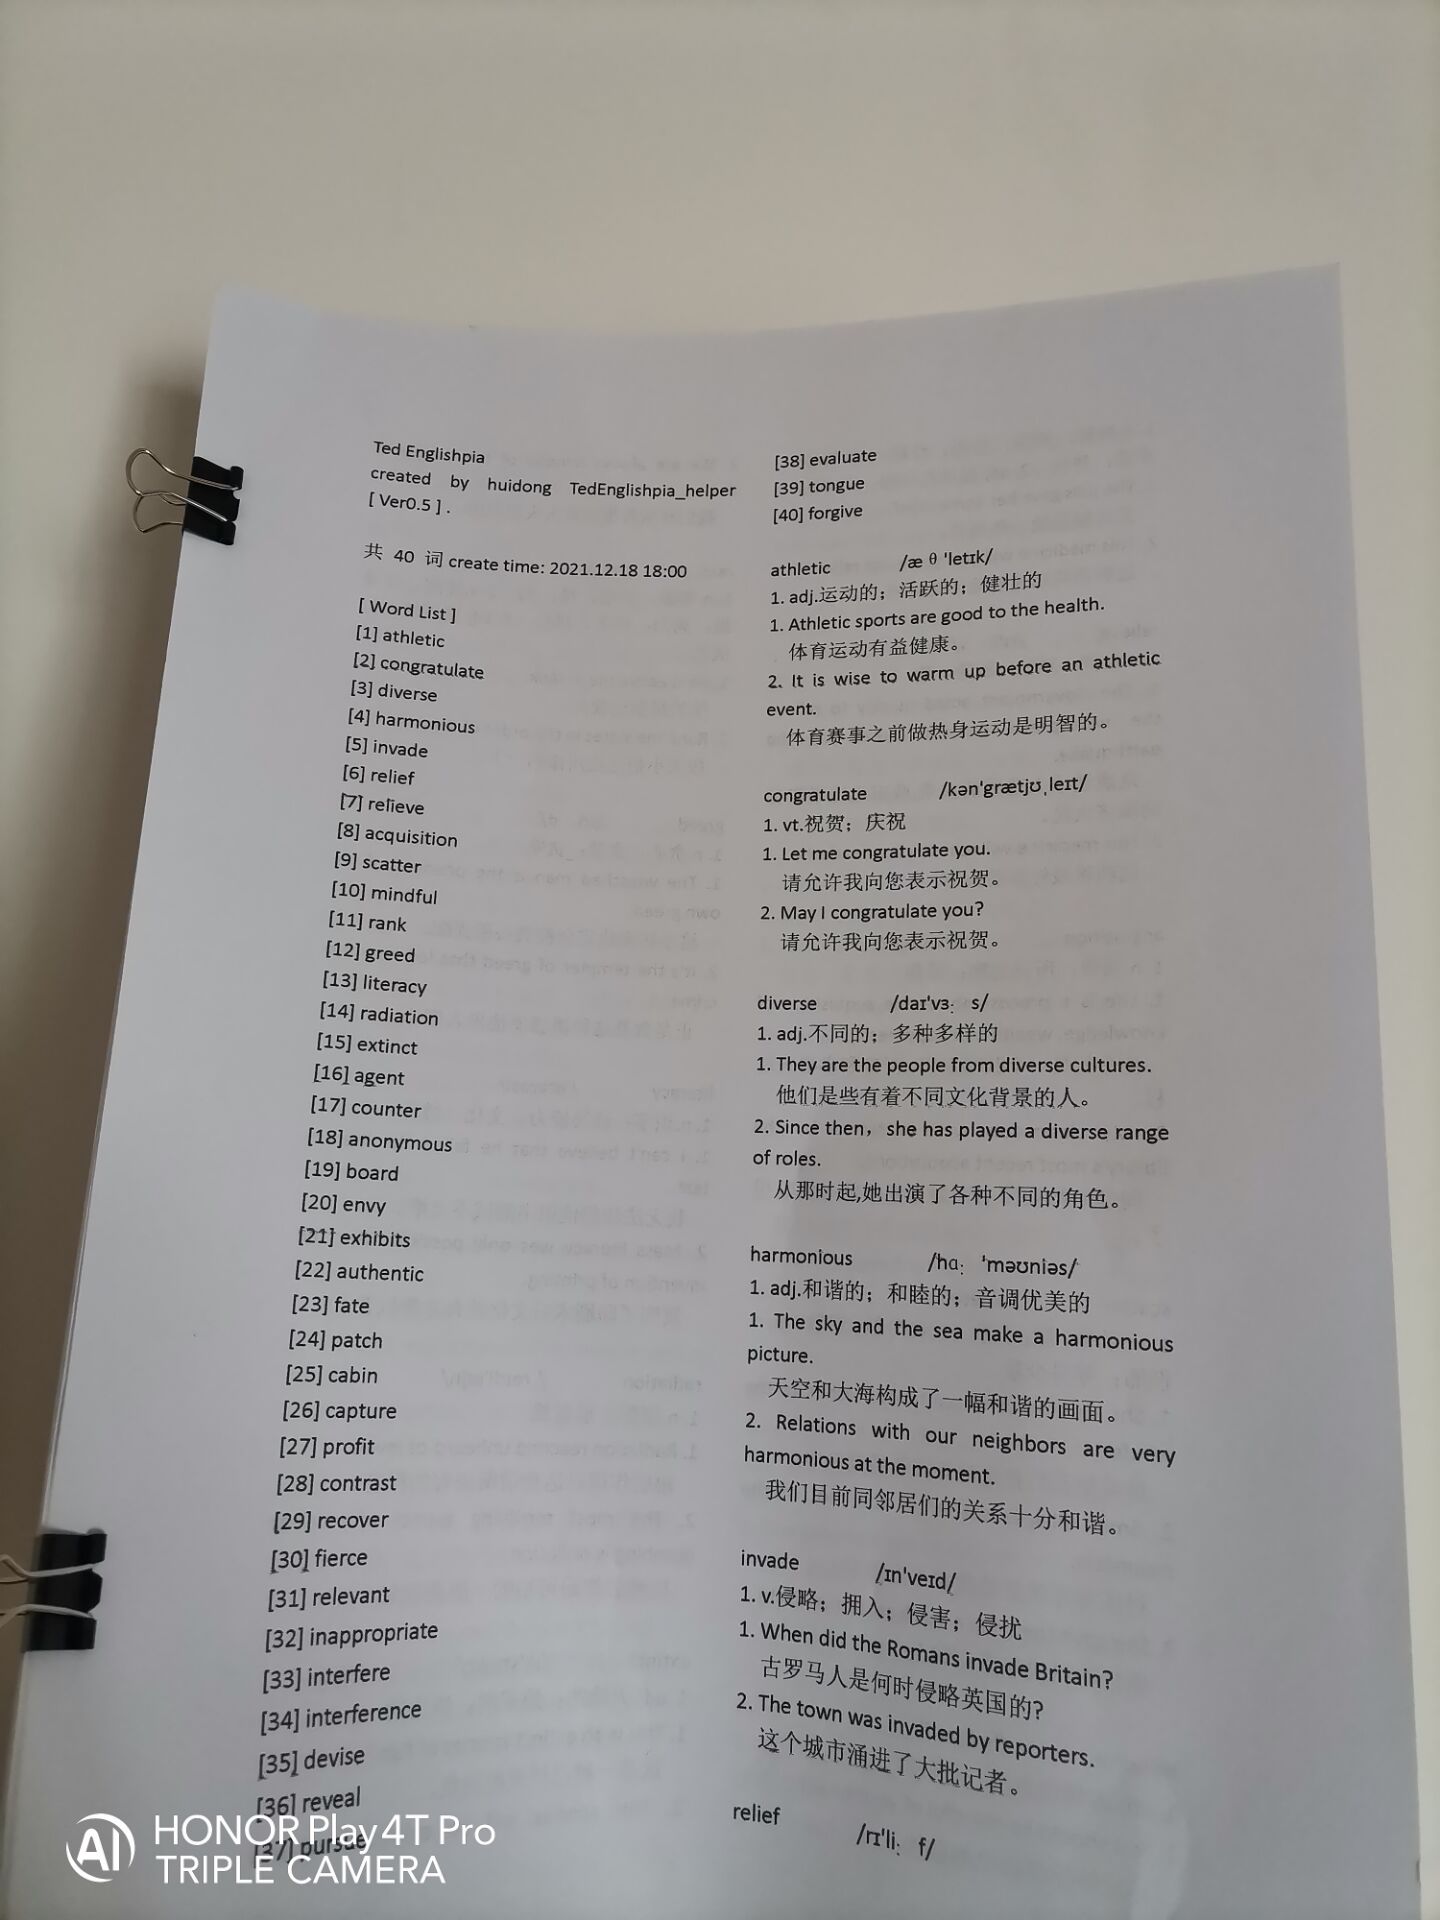 Ted Englishpia
created by huidong TedEnglishpia_helper
[ Ver0.5 ] .
共 40 词 create time: 2021.12.18 18:00
[ Word List ]
[1] athletic
[2] congratulate
[3] diverse
[4] harmonious
[5] invade
[6] relief
[7] relieve
[8] acquisition
[9] scatter
[10] mindful
[11] rank
[12] greed
[13] literacy
[14] radiation
[15] extinct
[16] agent
[17] counter
[18] anonymous
[19] board
[20] envy
[21] exhibits
[22] authentic
[23] fate
[24] patch
[25] cabin
[26] capture
[27] profit
[28] contrast
[29] recover
[30] fierce
[31] relevant
[32] inappropriate
[33] interfere
[34] interference
[35] devise
[36] reveal
[37] pursue
[38] evaluate
[39] tongue
[40] forgive
athletic /æ θ 'letɪk/
1. adj.运动的；活跃的；健壮的
1. Athletic sports are good to the health.
体育运动有益健康。
2. It is wise to warm up before an athletic
event.
体育赛事之前做热身运动是明智的。
congratulate /kən'grætjʊˌleɪt/
1. vt.祝贺；庆祝
1. Let me congratulate you.
请允许我向您表示祝贺。
2. May I congratulate you?
请允许我向您表示祝贺。
diverse /daɪ'vɜː s/
1. adj.不同的；多种多样的
1. They are the people from diverse cultures.
他们是些有着不同文化背景的人。
2. Since then，she has played a diverse range
of roles.
从那时起,她出演了各种不同的角色。
harmonious /hɑː 'məʊniəs/
1. adj.和谐的；和睦的；音调优美的
1. The sky and the sea make a harmonious
picture.
天空和大海构成了一幅和谐的画面。
2. Relations with our neighbors are very
harmonious at the moment.
我们目前同邻居们的关系十分和谐。
invade /ɪn'veɪd/
1. v.侵略；拥入；侵害；侵扰
1. When did the Romans invade Britain?
古罗马人是何时侵略英国的?
2. The town was invaded by reporters.
这个城市涌进了大批记者。
relief /rɪ'liː f/
AI HONOR Play 4T Pro
TRIPLE CAMERA